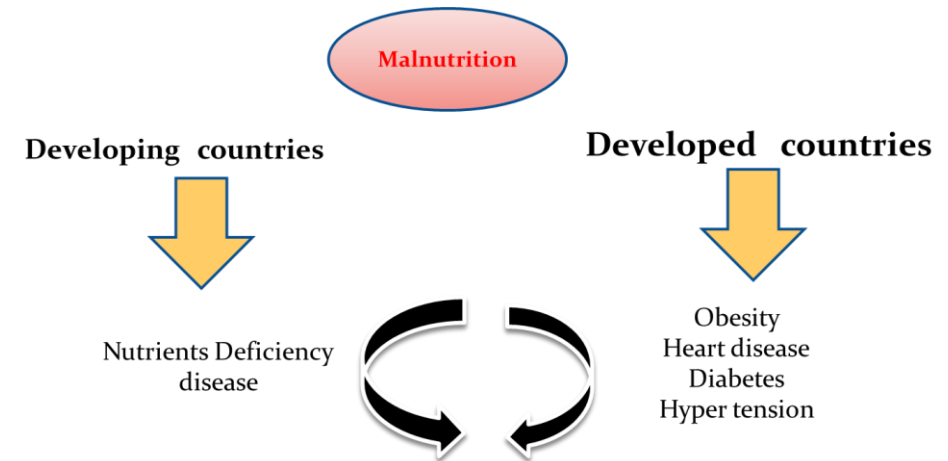 Malnutrition
Developing countries
Developed countries
Nutrients Deficiency
disease
Obesity
Heart disease
Diabetes
Hyper tension